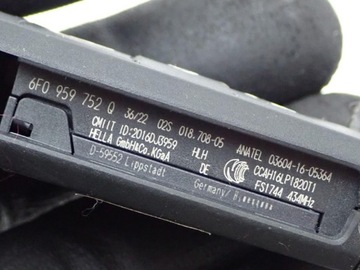 6F0 959 752 Q 36/22 02S 018.708-05 ANATEL 03604-16-05364
CMIIT ID:2016DJ3959 HLH CCAH16LP1820T1
HELLA GmbH&Co.KGaA DE FS1744 434MHz
D-59552 Lippstadt Germany/